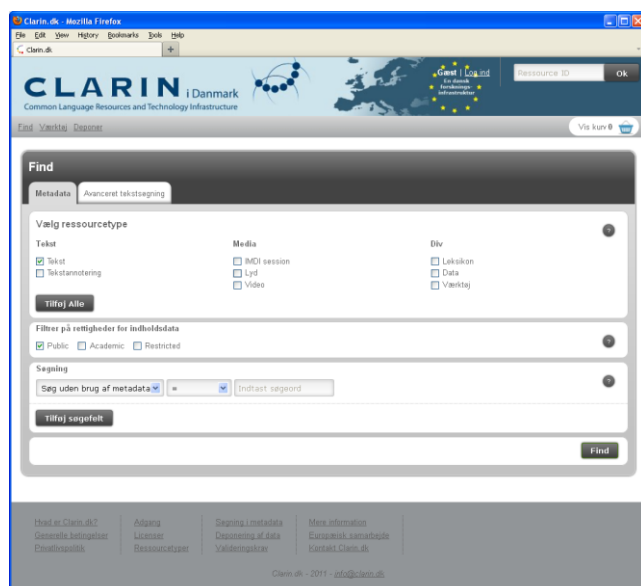 Clarin.dk - Mozilla Firefox
File Edit View History Bookmarks Tools Help
Clarin.dk
CLARIN i Danmark
Common Language Resources and Technology Infrastructure
Gæst | Log ind
En dansk
forsknings-
infrastruktur
Ressource ID
Ok
Find Værktøj Deponer
Vis kurv 0
Find
Metadata Avanceret tekstsøgning
Vælg ressourcetype
Tekst Media Div
Tekst IMDI session Leksikon
Tekstannotering Lyd Data
Video Værktøj
Tilføj Alle
Filtrer på rettigheder for indholdsdata
Public Academic Restricted
Søgning
Søg uden brug af metadata = Indtast søgeord
Tilføj søgefelt
Find
Hvad er Clarin.dk? Adgang Søgning i metadata Mere information
Generelle betingelser Licenser Deponering af data Europæisk samarbejde
Privatlivspolitik Ressourcetyper Valideringskrav Kontakt Clarin.dk
Clarin.dk - 2011 - info@clarin.dk